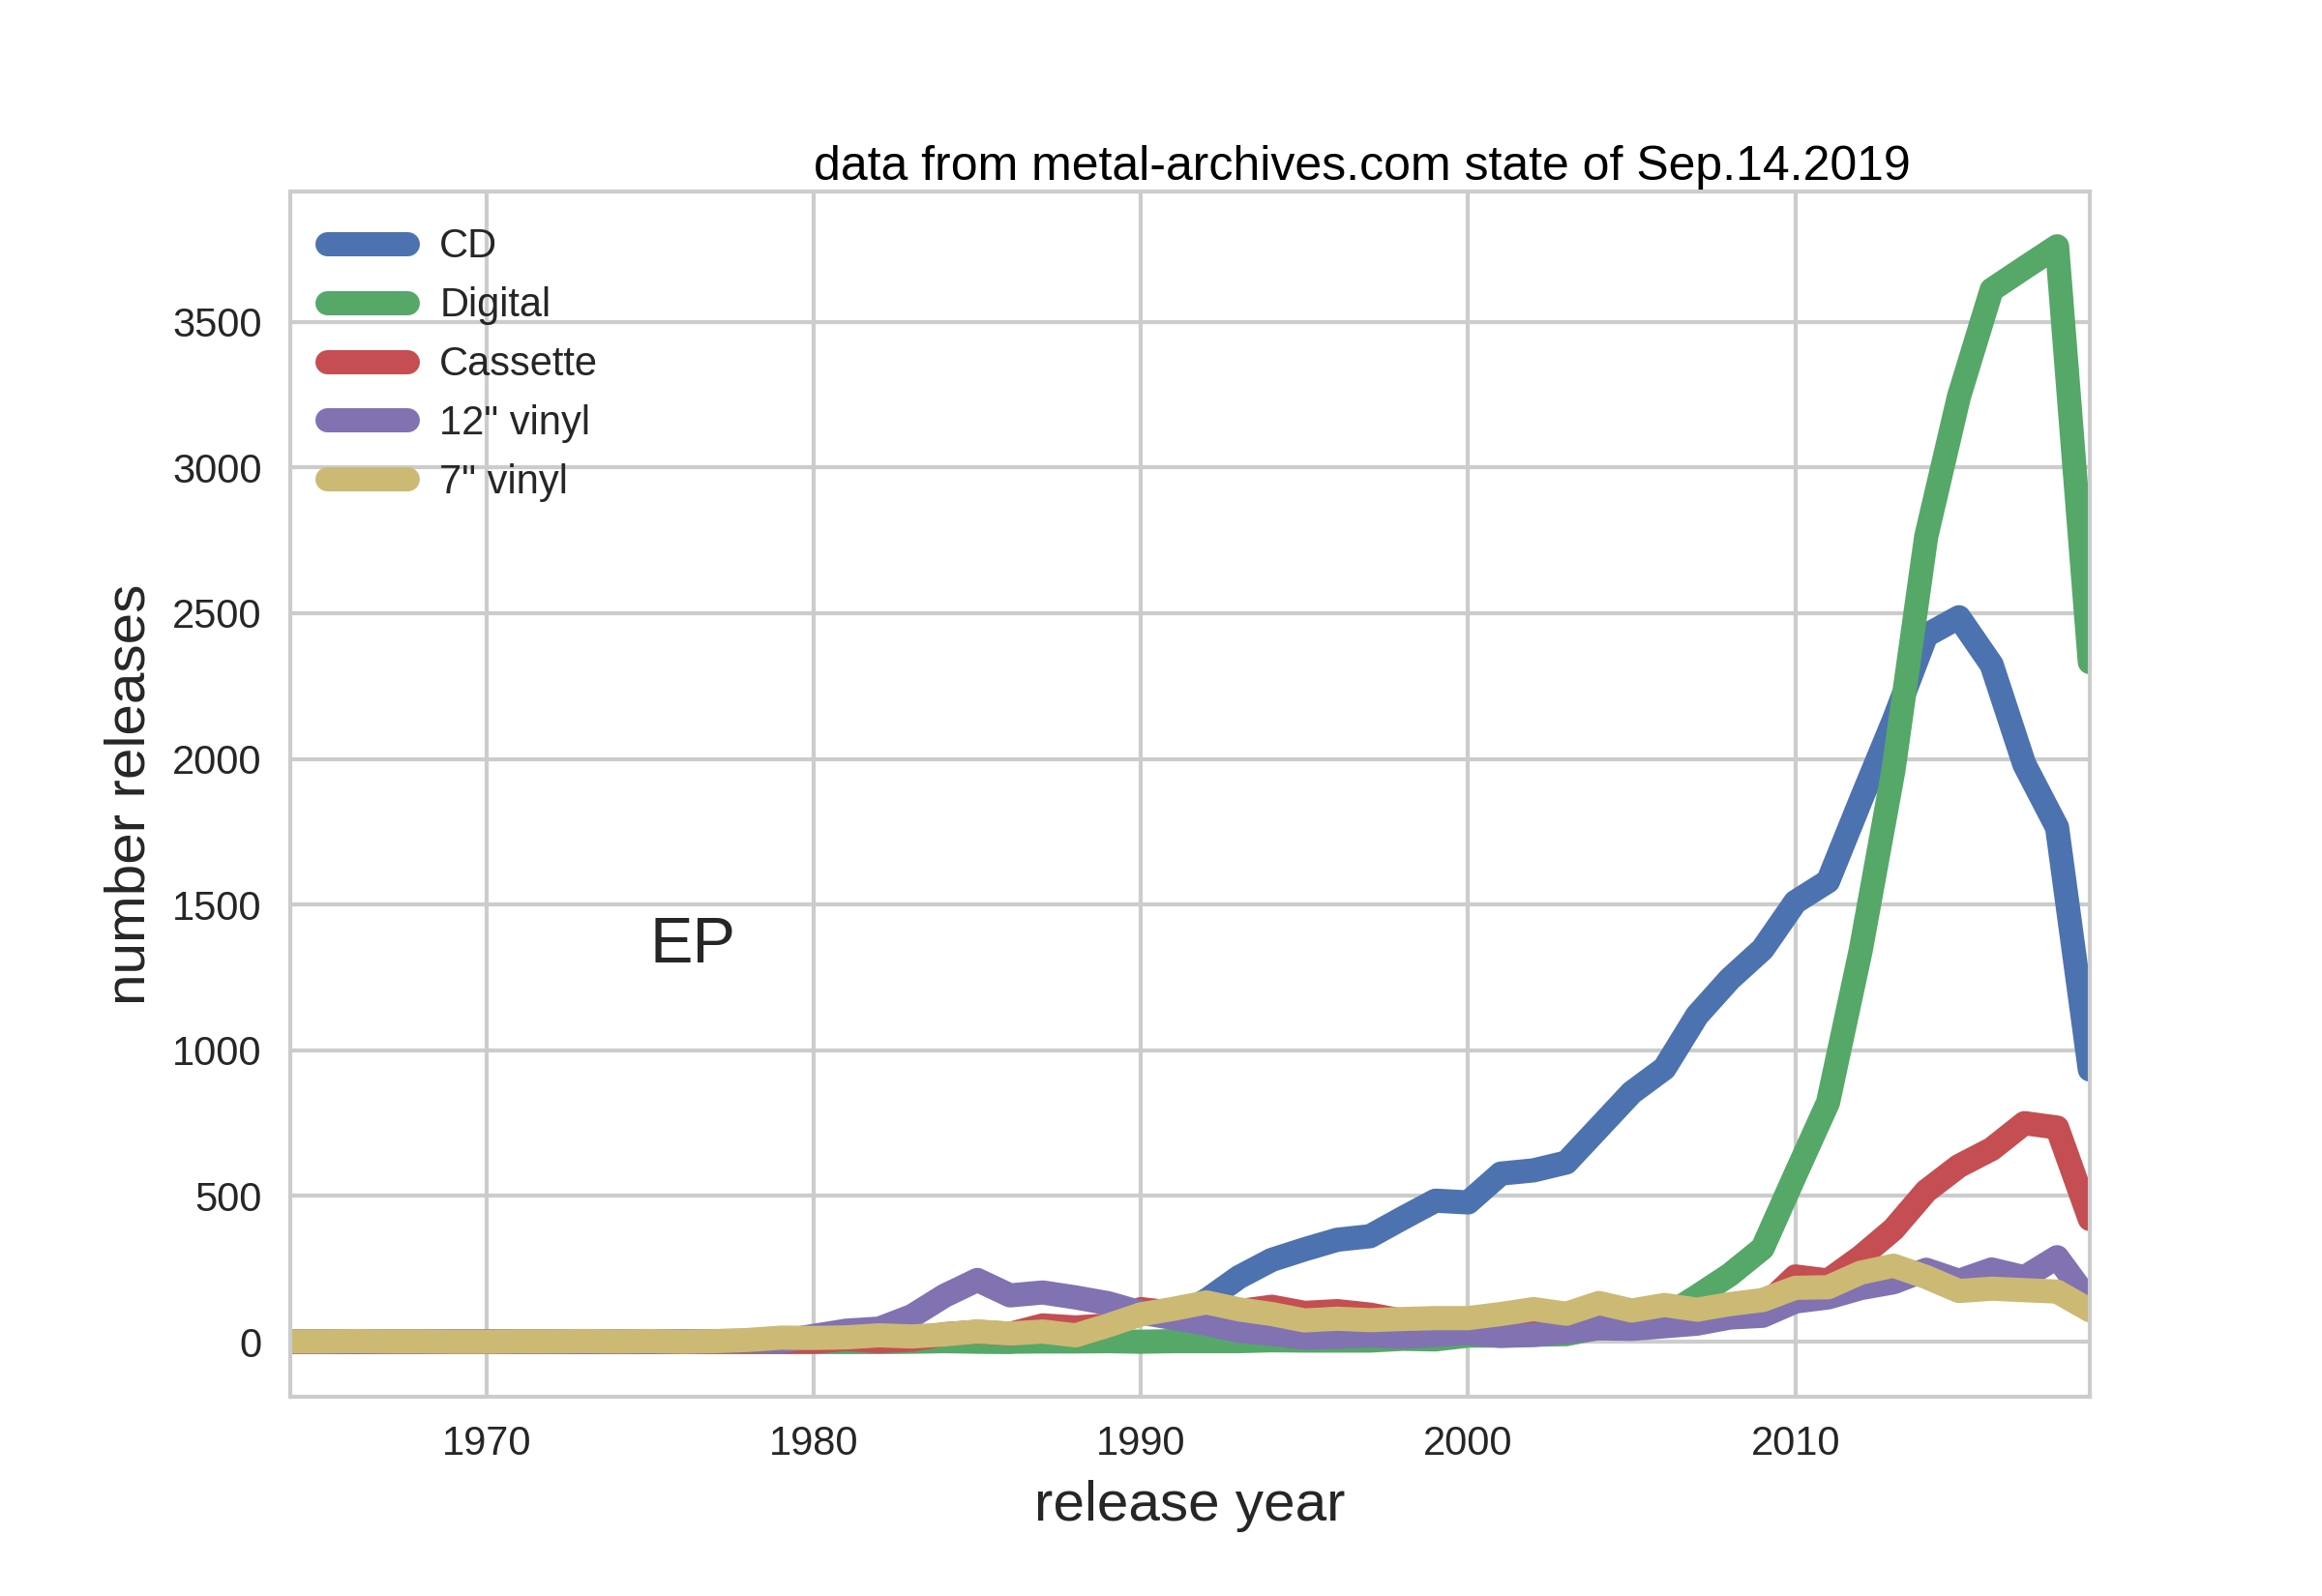 data from metal-archives.com state of Sep.14.2019
CD
Digital
Cassette
12" vinyl
7" vinyl
3500
3000
2500
2000
1500
1000
500
0
number releases
EP
1970 1980 1990 2000 2010
release year